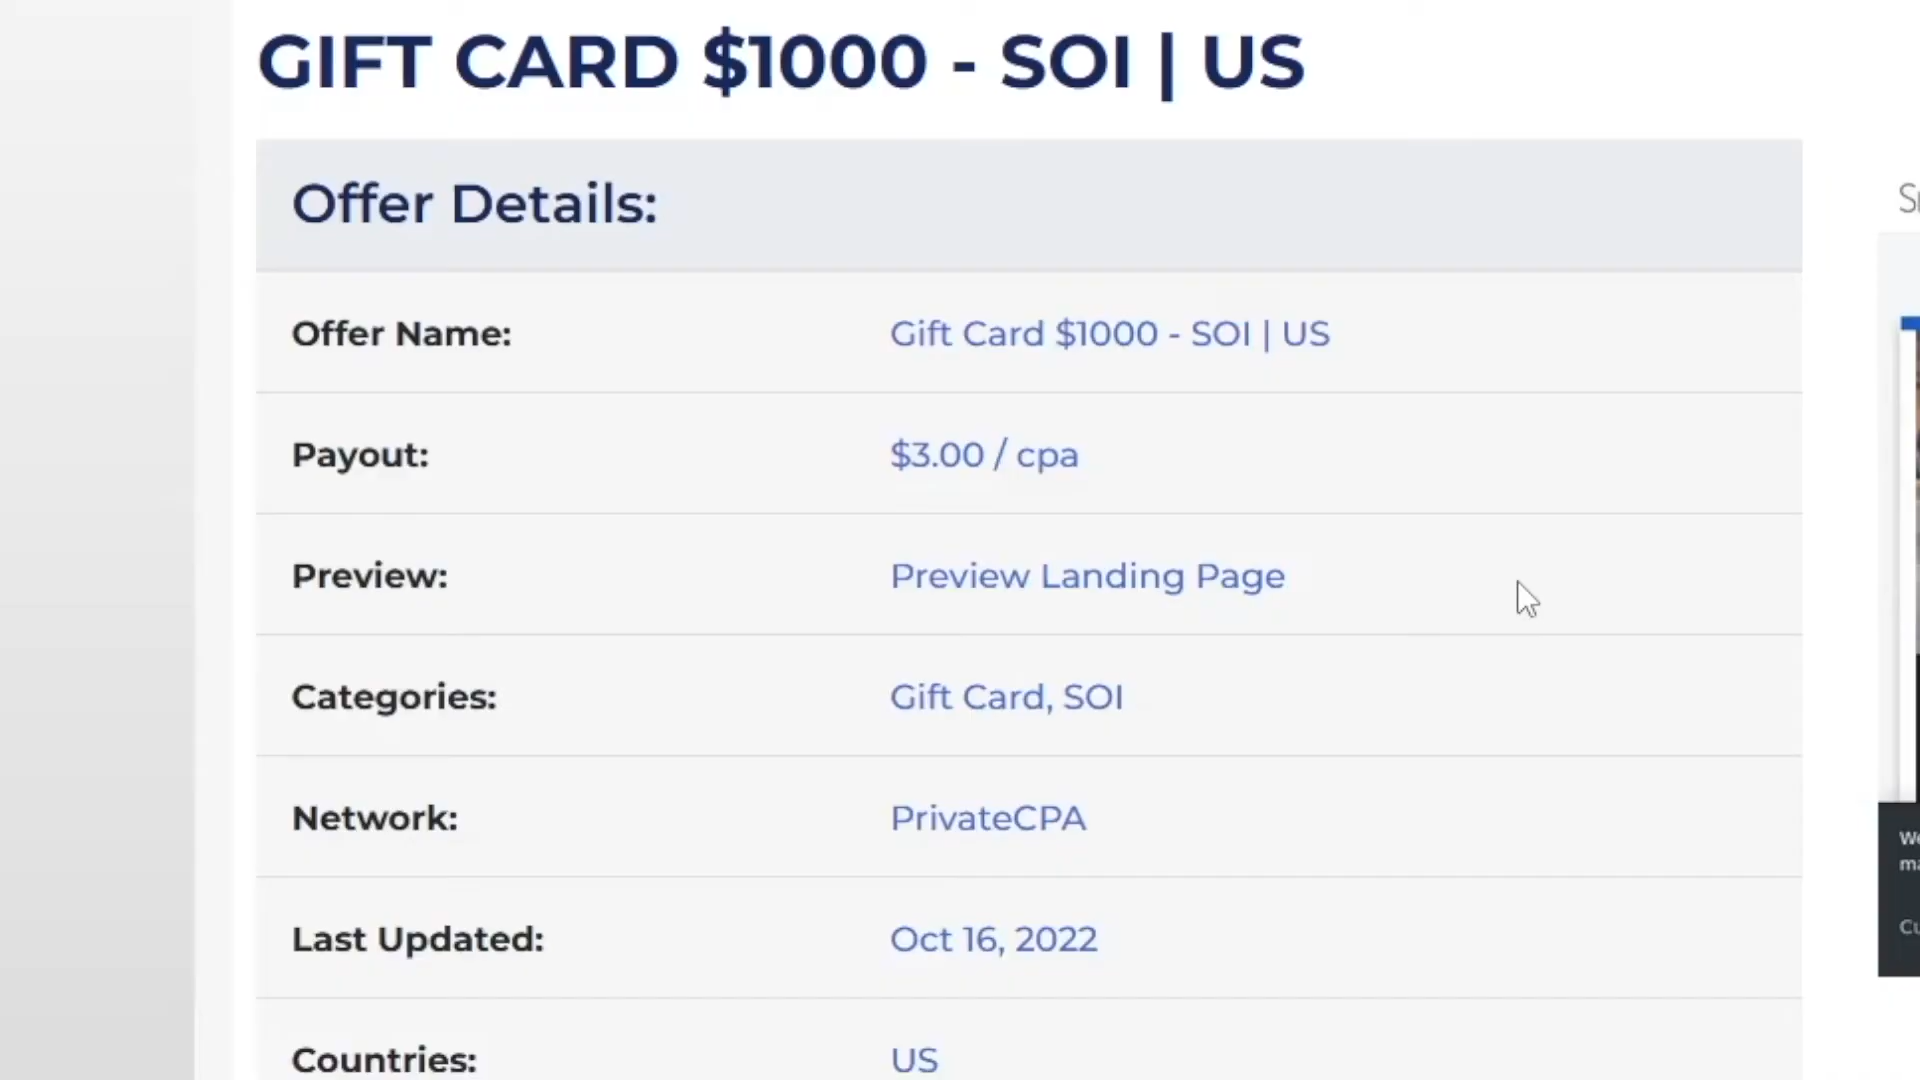 GIFT CARD $1000 - SOI | US
Offer Details:
Offer Name: Gift Card $1000 - SOI | US
Payout: $3.00 / cpa
Preview: Preview Landing Page
Categories: Gift Card, SOI
Network: PrivateCPA
Last Updated: Oct 16, 2022
Countries: US